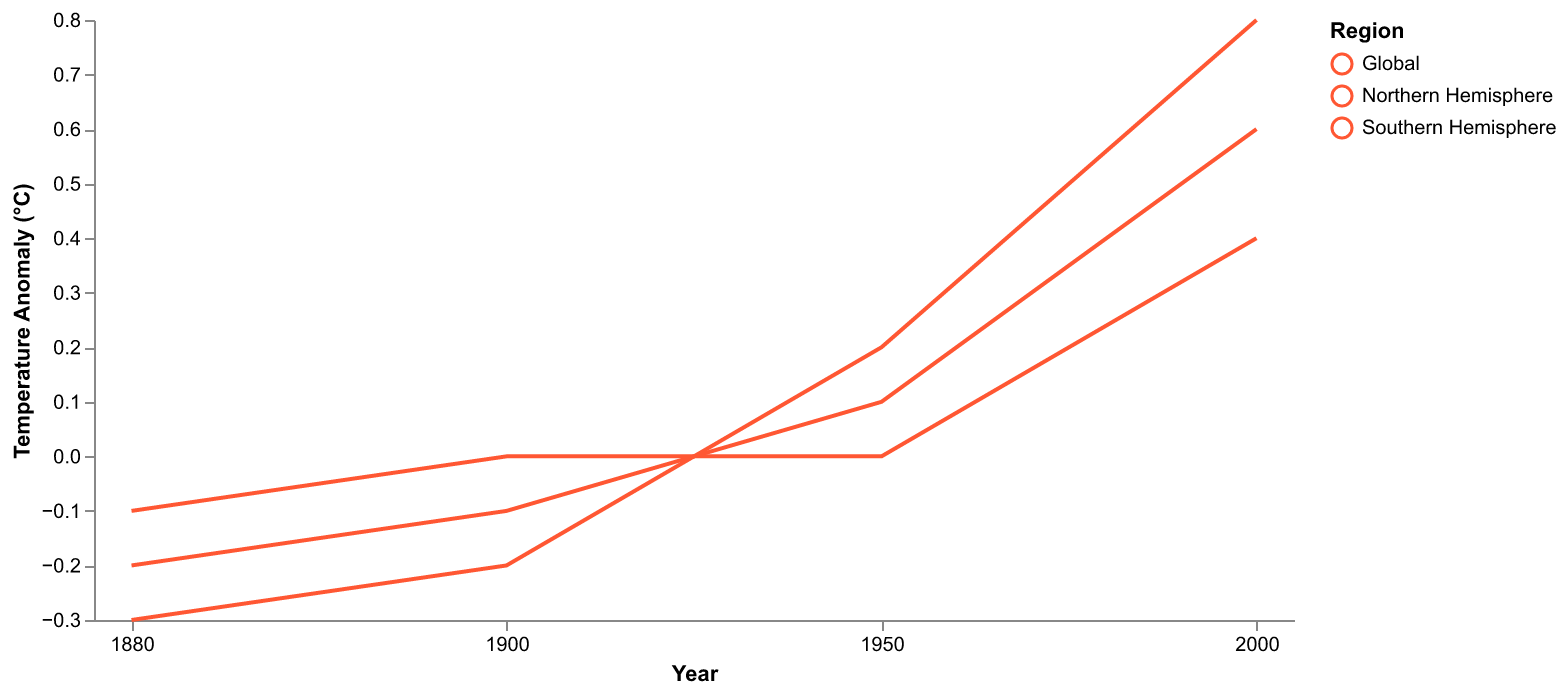 0.8
0.7
0.6
0.5
0.4
0.3
0.2
0.1
0.0
−0.1
−0.2
−0.3
Temperature Anomaly (°C)
1880 1900 1950 2000
Year
Region
Global
Northern Hemisphere
Southern Hemisphere